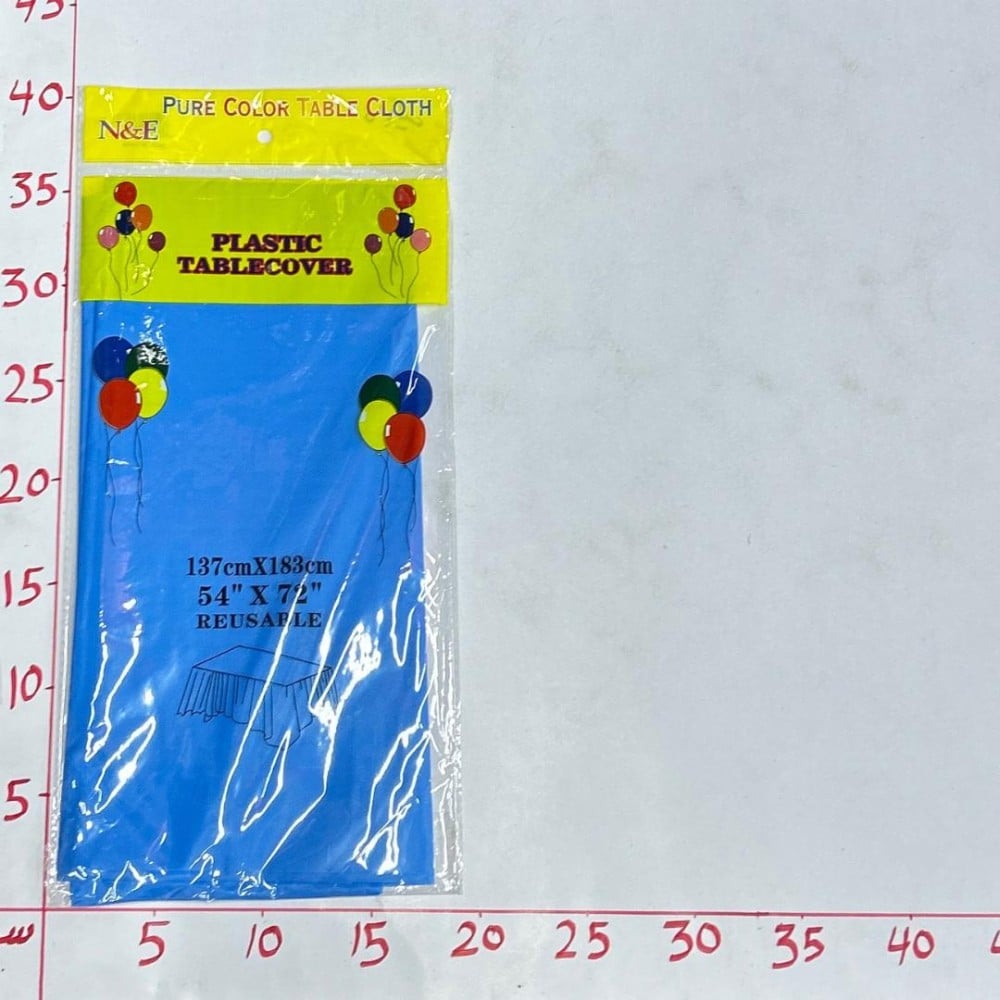 PURE COLOR TABLE CLOTH
N&E
PLASTIC
TABLECOVER
137cmX183cm
54" X 72"
REUSABLE
45
40
35
30
25
20
15
10
5
5 10 15 20 25 30 35 40